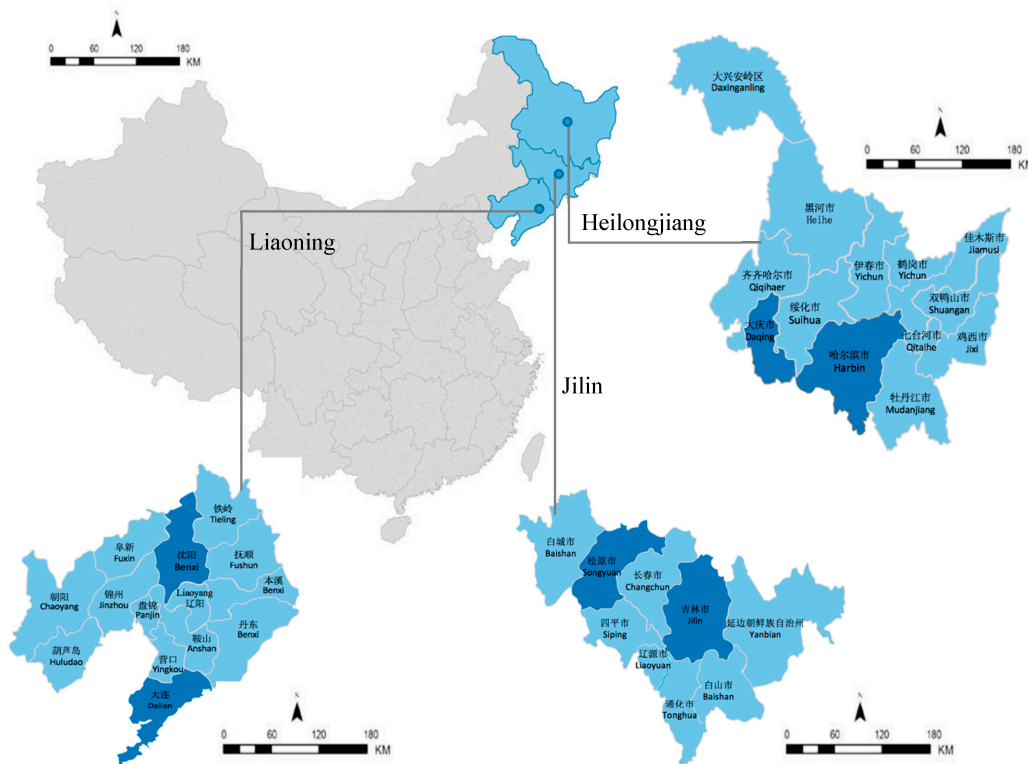 N
0 60 120 180
KM
大兴安岭区
Daxinganling
N
0 60 120 180
KM
黑河市
Heihe
Heilongjiang
Liaoning
佳木斯市
Jiamusi
伊春市
Yichun
鹤岗市
Yichun
齐齐哈尔市
Qiqihaer
双鸭山市
Shuangan
绥化市
Suihua
大庆市
Daqing
七台河市
Qitaihe
鸡西市
Jixi
哈尔滨市
Harbin
牡丹江市
Mudanjiang
Jilin
铁岭
Tieling
阜新
Fuxin
沈阳
Benxi
抚顺
Fushun
本溪
Benxi
朝阳
Chaoyang
锦州
Jinzhou
盘锦
Panjin
Liaoyang
辽阳
丹东
Benxi
葫芦岛
Huludao
鞍山
Anshan
营口
Yingkou
大连
Dalian
N
0 60 120 180
KM
白城市
Baishan
松原市
Songyuan
长春市
Changchun
吉林市
Jilin
四平市
Siping
延边朝鲜族自治州
Yanbian
辽源市
Liaoyuan
白山市
Baishan
通化市
Tonghua
N
0 60 120 180
KM